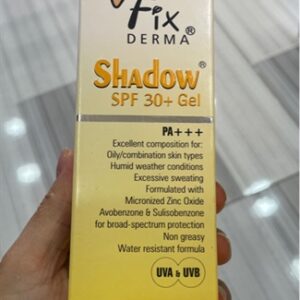 Fix
DERMA®
Shadow®
SPF 30+ Gel
PA+++
Excellent composition for:
Oily/combination skin types
Humid weather conditions
Excessive sweating
Formulated with
Micronized Zinc Oxide
Avobenzone & Sulisobenzone
for broad-spectrum protection
Non greasy
Water resistant formula
UVA & UVB